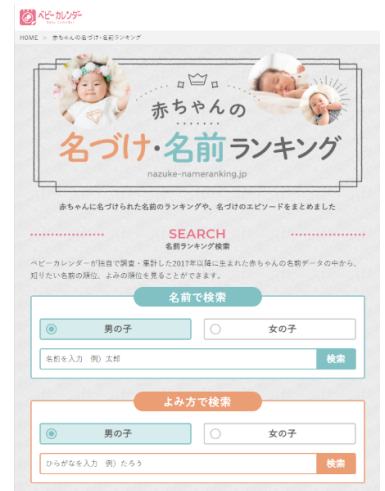 ベビーカレンダー
HOME > 赤ちゃんの名づけ・名前ランキング
赤ちゃんの
名づけ・名前ランキング
nazuke-nameranking.jp
赤ちゃんに名づけられた名前のランキングや、名づけのエピソードをまとめました
SEARCH
名前ランキング検索
ベビーカレンダーが独自で調査・集計した2017年以降に生まれた赤ちゃんの名前データの中から、
知りたい名前の順位、よみの順位を見ることができます。
名前で検索
男の子 女の子
名前を入力 例）太郎 検索
よみ方で検索
男の子 女の子
ひらがなを入力 例）たろう 検索